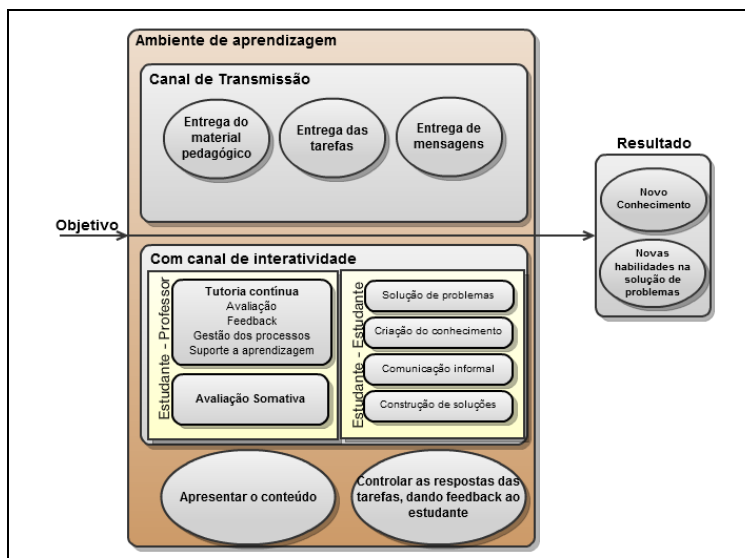 Ambiente de aprendizagem
Canal de Transmissão
Entrega do
material
pedagógico
Entrega das
tarefas
Entrega de
mensagens
Objetivo
Resultado
Novo
Conhecimento
Novas
habilidades na
solução de
problemas
Com canal de interatividade
Estudante - Professor
Tutoria contínua
Avaliação
Feedback
Gestão dos processos
Suporte a aprendizagem
Avaliação Somativa
Estudante - Estudante
Solução de problemas
Criação do conhecimento
Comunicação informal
Construção de soluções
Apresentar o conteúdo
Controlar as respostas das
tarefas, dando feedback ao
estudante